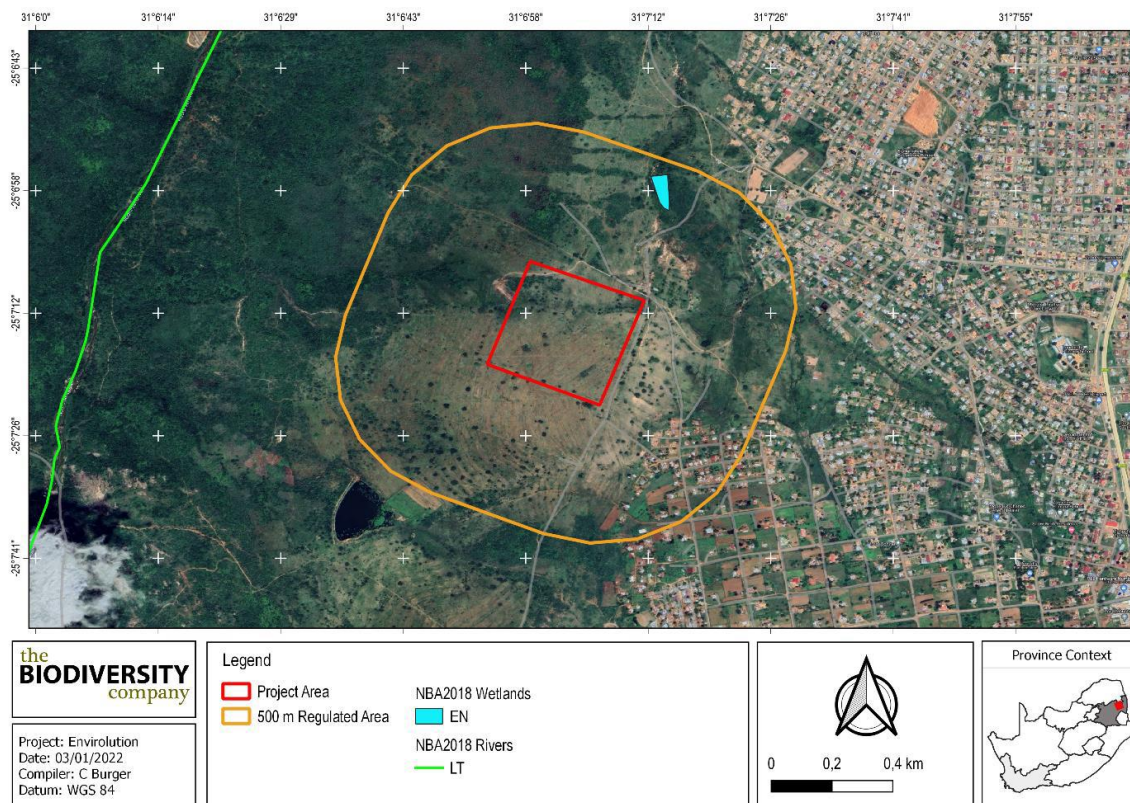 31°6'0" 31°6'14" 31°6'29" 31°6'43" 31°6'58" 31°7'12" 31°7'26" 31°7'41" 31°7'55"
-25°6'43"
-25°6'58"
-25°7'12"
-25°7'26"
-25°7'41"
the
BIODIVERSITY
company
Project: Envirolution
Date: 03/01/2022
Compiler: C Burger
Datum: WGS 84
Legend
Project Area
500 m Regulated Area
NBA2018 Wetlands
EN
NBA2018 Rivers
LT
0 0,2 0,4 km
Province Context